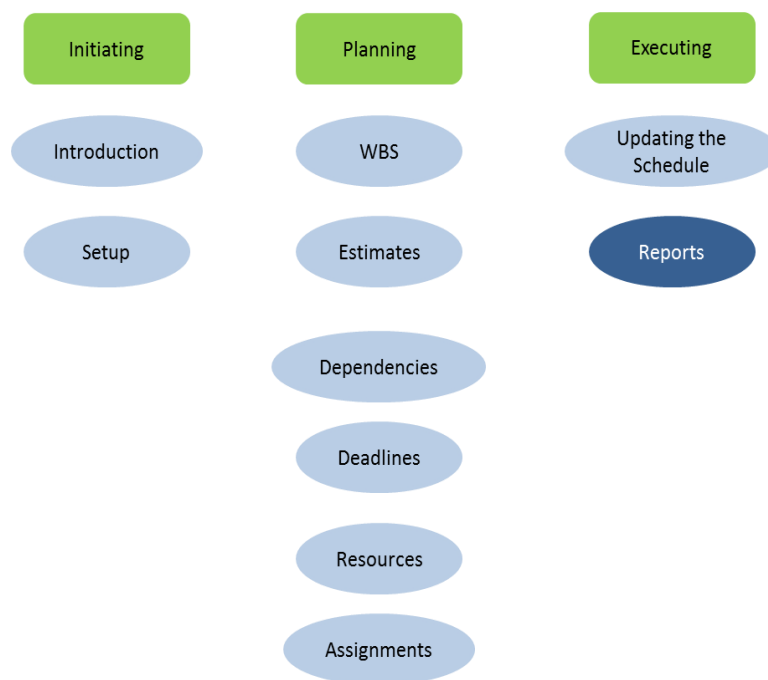 Initiating
Planning
Executing
Introduction
WBS
Updating the
Schedule
Setup
Estimates
Reports
Dependencies
Deadlines
Resources
Assignments